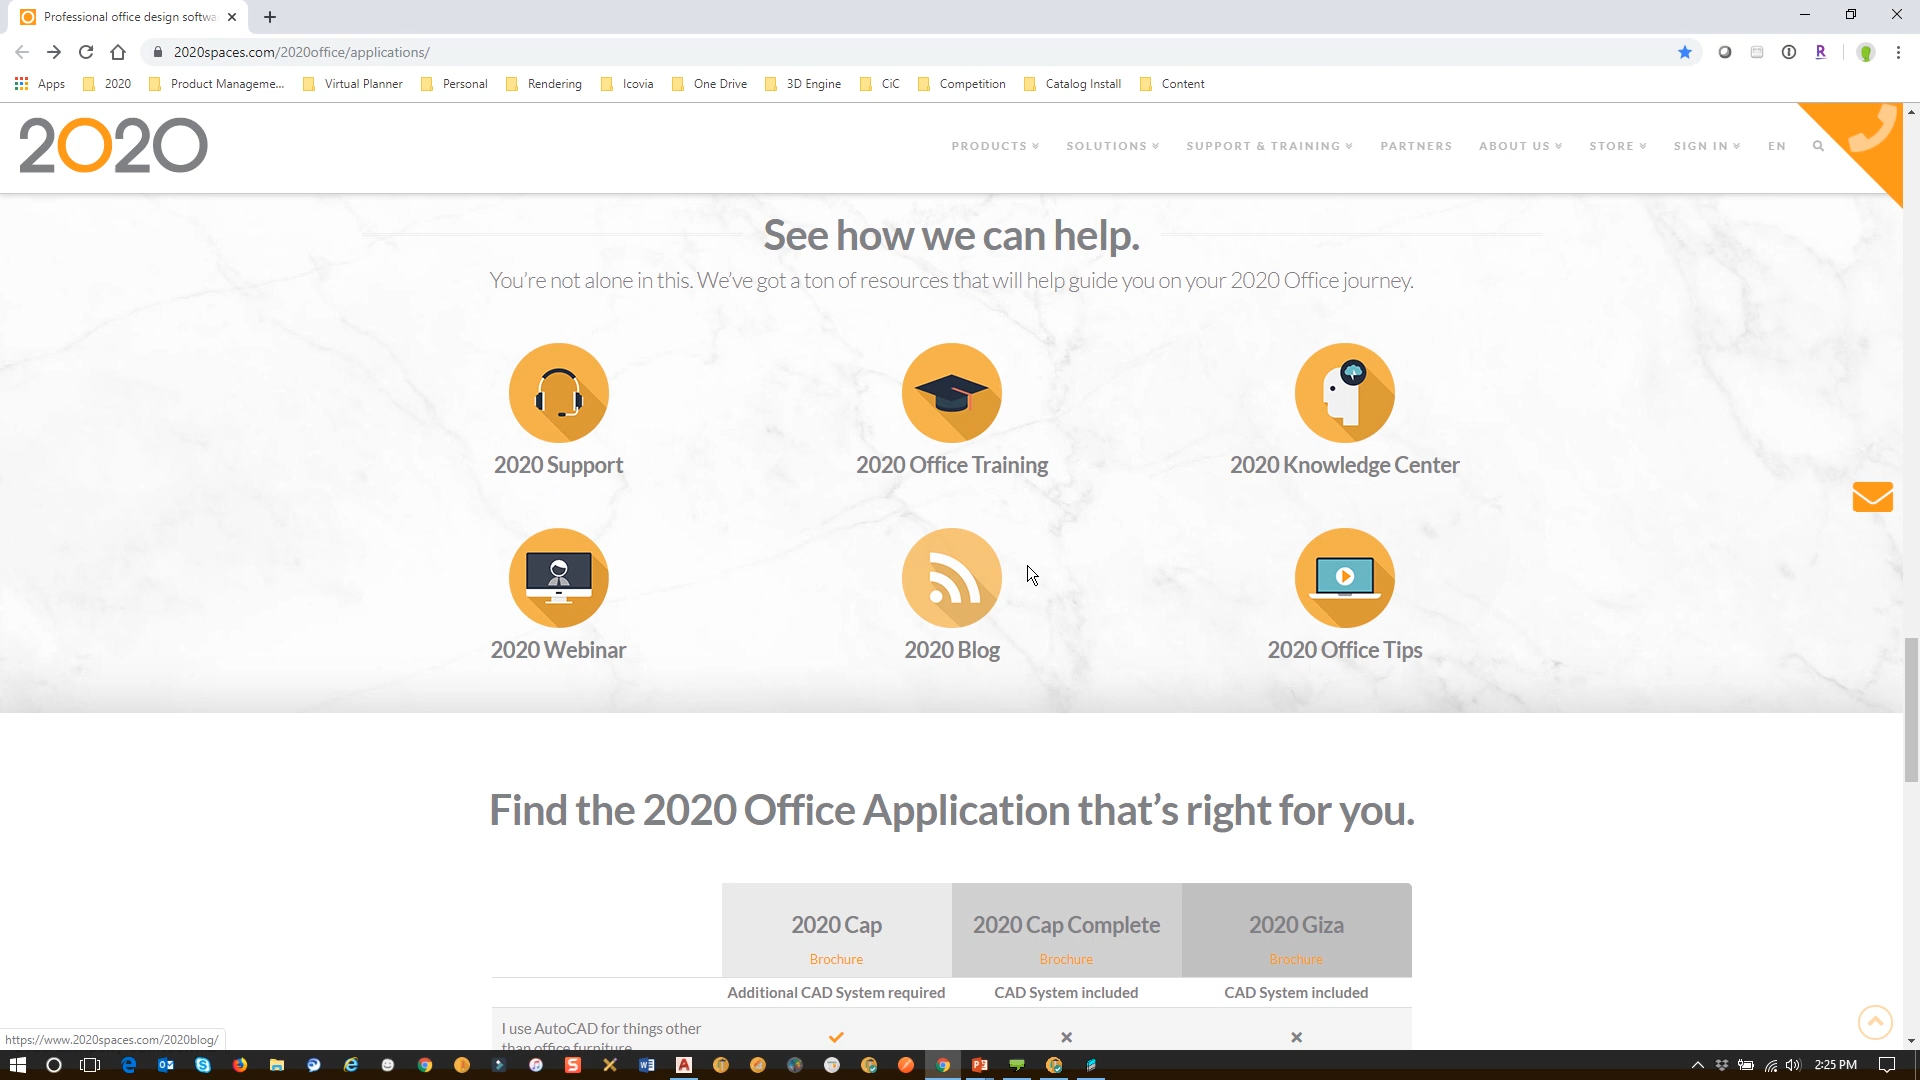 Professional office design softwa
2020spaces.com/2020office/applications/
Apps 2020 Product Manageme... Virtual Planner Personal Rendering Icovia One Drive 3D Engine CiC Competition Catalog Install Content
2020
PRODUCTS SOLUTIONS SUPPORT & TRAINING PARTNERS ABOUT US STORE SIGN IN EN
See how we can help.
You're not alone in this. We've got a ton of resources that will help guide you on your 2020 Office journey.
2020 Support 2020 Office Training 2020 Knowledge Center
2020 Webinar 2020 Blog 2020 Office Tips
Find the 2020 Office Application that's right for you.
2020 Cap 2020 Cap Complete 2020 Giza
Brochure Brochure Brochure
Additional CAD System required CAD System included CAD System included
I use AutoCAD for things other
than office furniture
https://www.2020spaces.com/2020blog/
2:25 PM